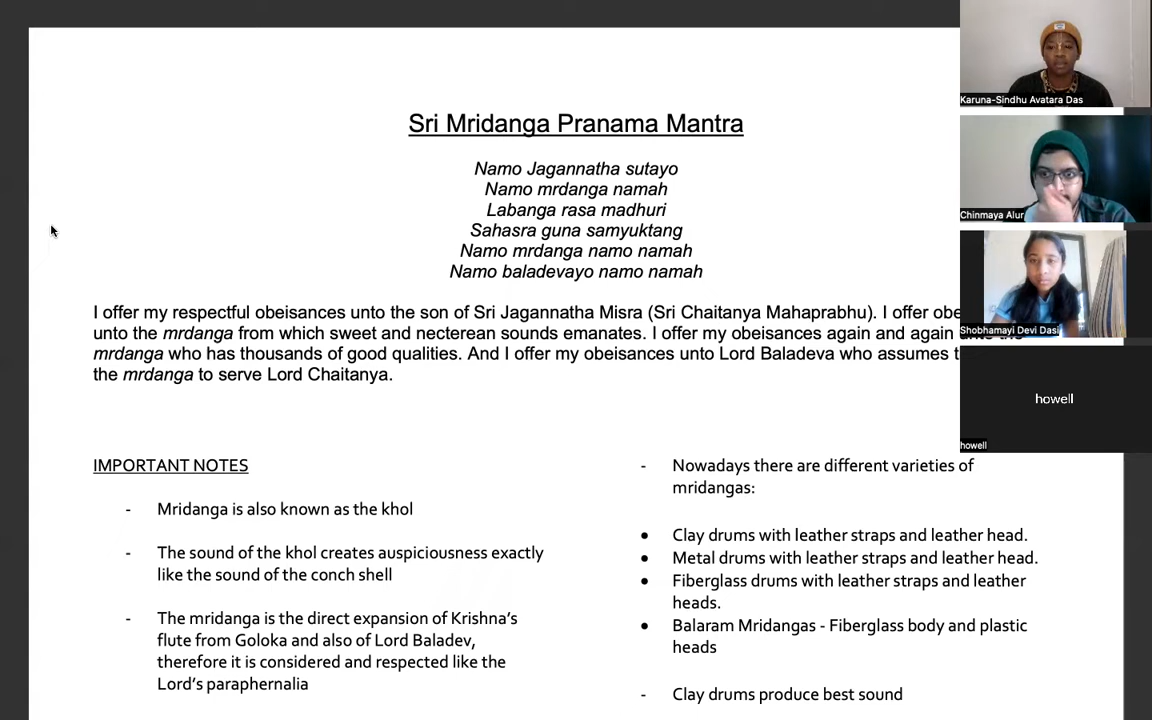 Sri Mridanga Pranama Mantra
Namo Jagannatha sutayo
Namo mrdanga namah
Labanga rasa madhuri
Sahasra guna samyuktang
Namo mrdanga namo namah
Namo baladevayo namo namah
I offer my respectful obeisances unto the son of Sri Jagannatha Misra (Sri Chaitanya Mahaprabhu). I offer
unto the mrdanga from which sweet and necterean sounds emanates. I offer my obeisances again and again unto the
mrdanga who has thousands of good qualities. And I offer my obeisances unto Lord Baladeva who assumes
the mrdanga to serve Lord Chaitanya.
IMPORTANT NOTES
- Mridanga is also known as the khol
- The sound of the khol creates auspiciousness exactly
like the sound of the conch shell
- The mridanga is the direct expansion of Krishna's
flute from Goloka and also of Lord Baladev,
therefore it is considered and respected like the
Lord's paraphernalia
- Nowadays there are different varieties of
mridangas:
• Clay drums with leather straps and leather head.
• Metal drums with leather straps and leather head.
• Fiberglass drums with leather straps and leather
heads.
• Balaram Mridangas - Fiberglass body and plastic
heads
- Clay drums produce best sound
Karuna-Sindhu Avatara Das
Chinmaya Alur
Shobhamayi Devi Dasi
howell
howell